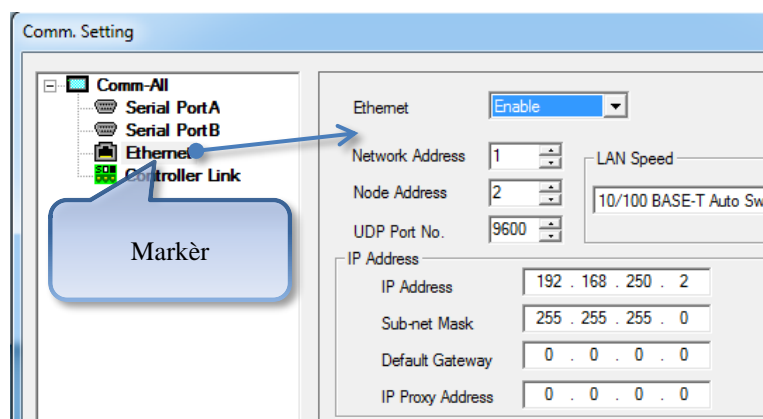 Comm. Setting
Comm-All
Serial PortA
Serial PortB
Ethernet
Controller Link
Markèr
Ethernet Enable
Network Address 1
Node Address 2
UDP Port No. 9600
LAN Speed
10/100 BASE-T Auto Sw
IP Address
IP Address 192 . 168 . 250 . 2
Sub-net Mask 255 . 255 . 255 . 0
Default Gateway 0 . 0 . 0 . 0
IP Proxy Address 0 . 0 . 0 . 0